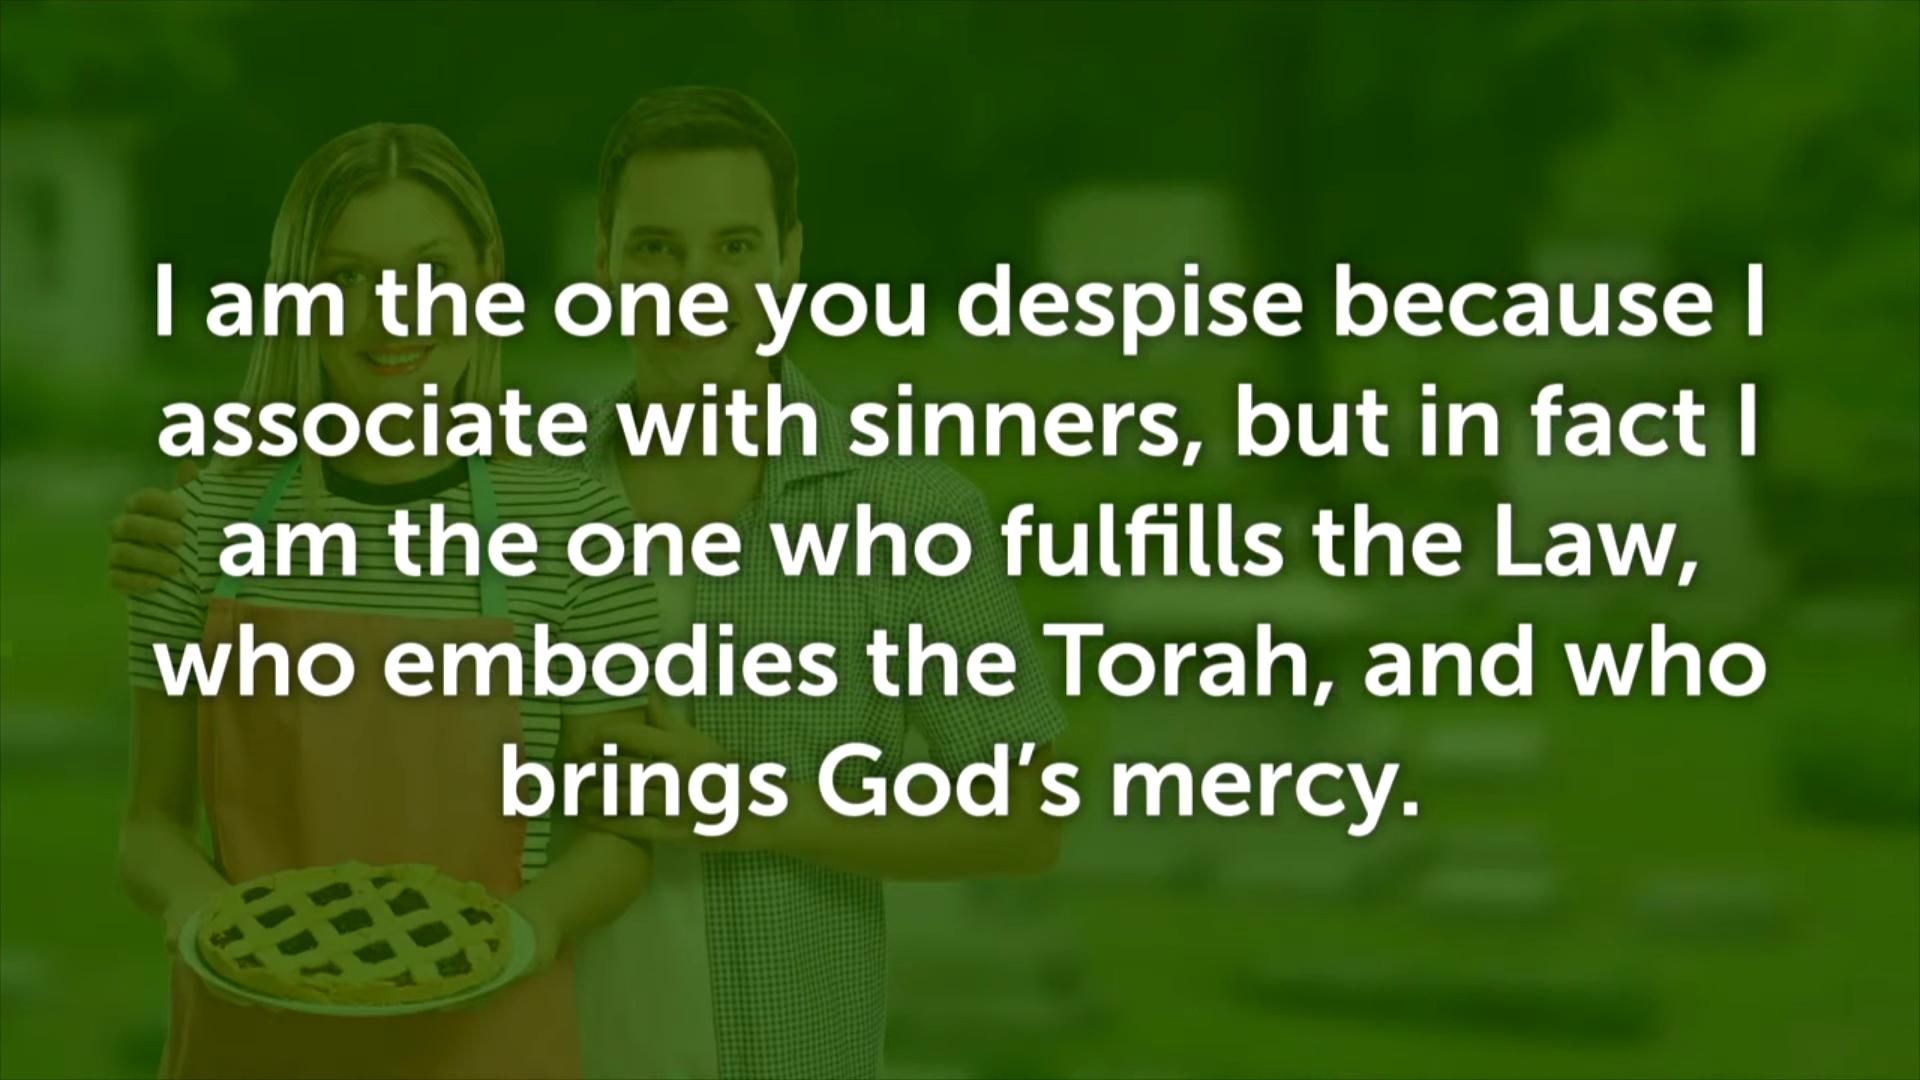 I am the one you despise because I
associate with sinners, but in fact I
am the one who fulfills the Law,
who embodies the Torah, and who
brings God’s mercy.